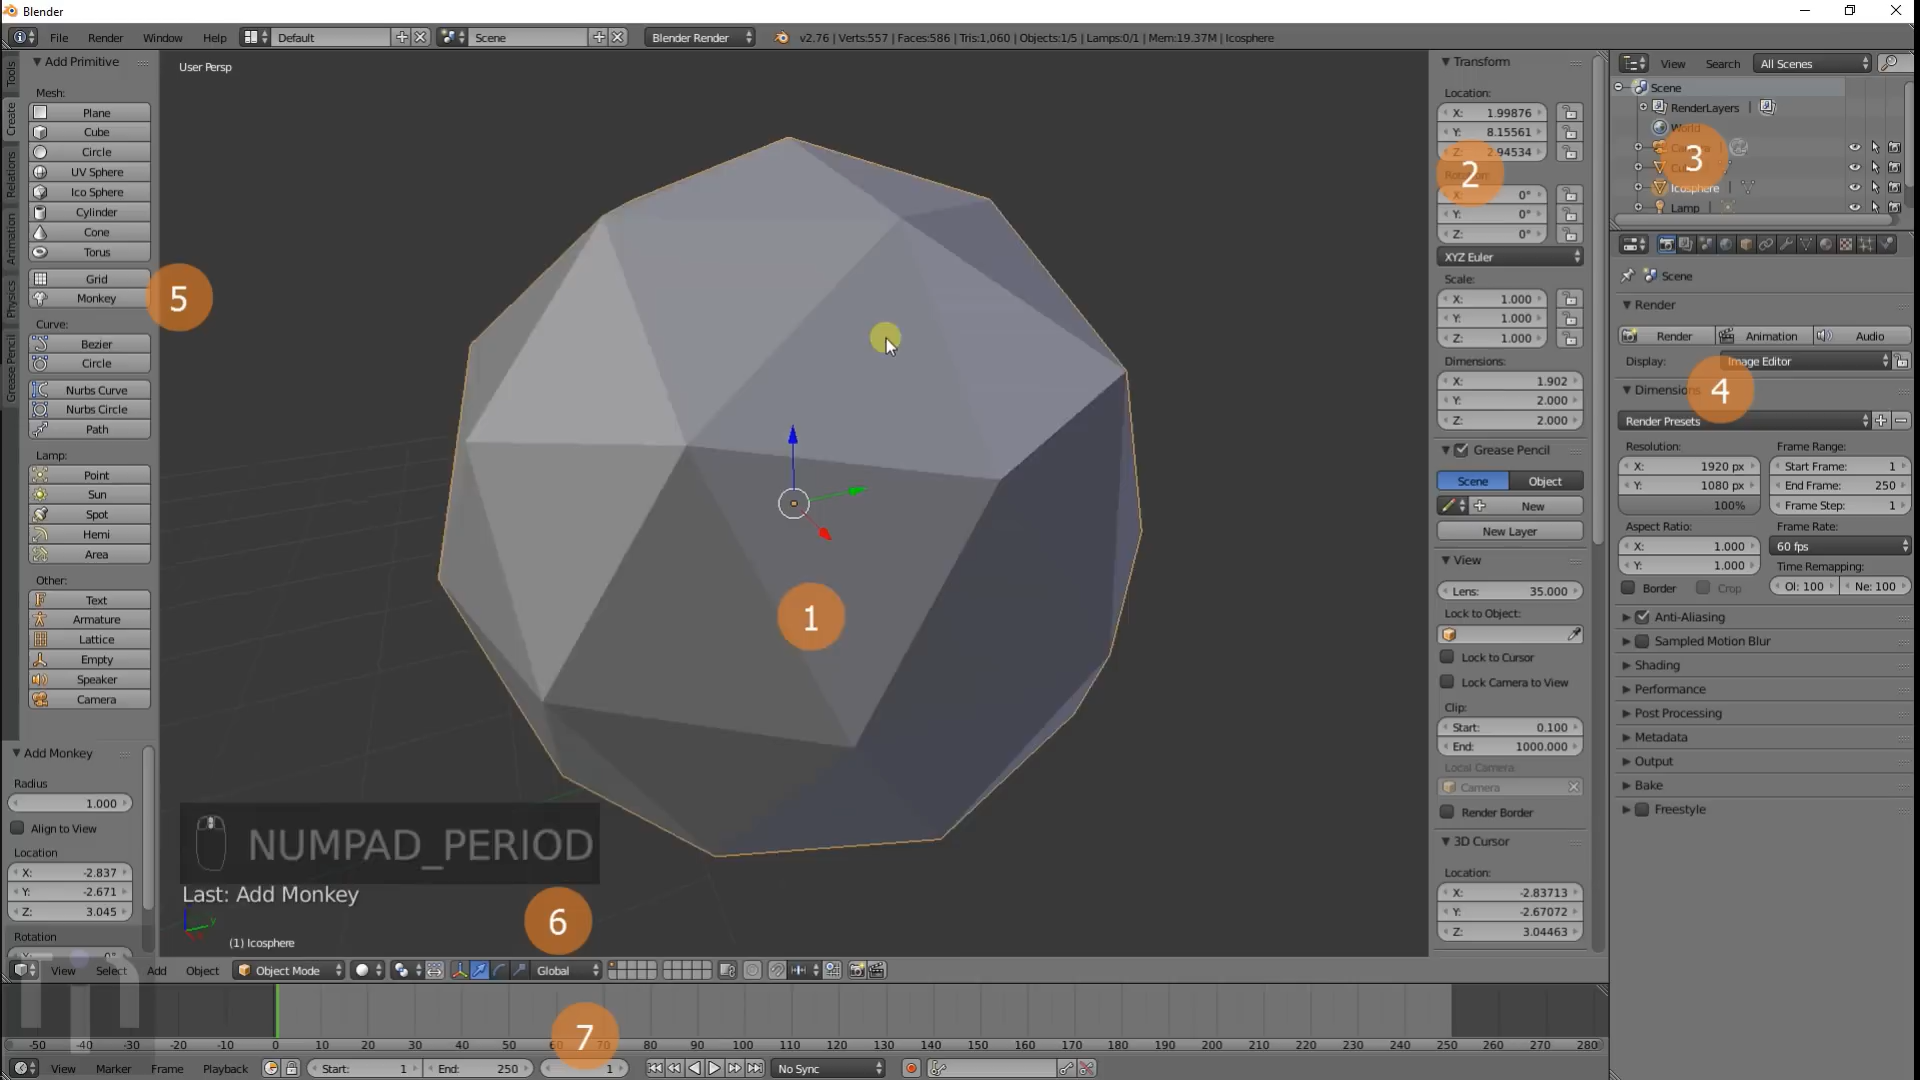 Blender
File Render Window Help Default Scene Blender Render v2.76 | Verts:557 | Faces:586 | Tris:1,060 | Objects:1/5 | Lamps:0/1 | Mem:19.37M | Icosphere
Tools
Create
Relations
Animation
Physics
Grease Pencil
Add Primitive
Mesh:
Plane
Cube
Circle
UV Sphere
Ico Sphere
Cylinder
Cone
Torus
Grid
Monkey
5
Curve:
Bezier
Circle
Nurbs Curve
Nurbs Circle
Path
Lamp:
Point
Sun
Spot
Hemi
Area
Other:
Text
Armature
Lattice
Empty
Speaker
Camera
Add Monkey
Radius
1.000
Align to View
Location
X: -2.837
Y: -2.671
Z: 3.045
Rotation
User Persp
1
NUMPAD_PERIOD
Last: Add Monkey
6
(1) Icosphere
View Select Add Object Object Mode Global
Transform
Location:
X: 1.99876
Y: 8.15561
Z: 2.94534
2
X: 0°
Y: 0°
Z: 0°
XYZ Euler
Scale:
X: 1.000
Y: 1.000
Z: 1.000
Dimensions:
X: 1.902
Y: 2.000
Z: 2.000
Grease Pencil
Scene Object
New
New Layer
View
Lens: 35.000
Lock to Object:
Lock to Cursor
Lock Camera to View
Clip:
Start: 0.100
End: 1000.000
Local Camera:
Camera
Render Border
3D Cursor
Location:
X: -2.83713
Y: -2.67072
Z: 3.04463
View Search All Scenes
Scene
RenderLayers |
World
3
Icosphere |
Lamp |
Scene
Render
Render Animation Audio
Display: Image Editor
Dimensions
4
Render Presets
Resolution: Frame Range:
X: 1920 px Start Frame: 1
Y: 1080 px End Frame: 250
100% Frame Step: 1
Aspect Ratio: Frame Rate:
X: 1.000 60 fps
Y: 1.000 Time Remapping:
Border Crop Ol: 100 Ne: 100
Anti-Aliasing
Sampled Motion Blur
Shading
Performance
Post Processing
Metadata
Output
Bake
Freestyle
7
-50 -40 -30 -20 -10 0 10 20 30 40 50 60 70 80 90 100 110 120 130 140 150 160 170 180 190 200 210 220 230 240 250 260 270 280
View Marker Frame Playback Start: 1 End: 250 1 No Sync